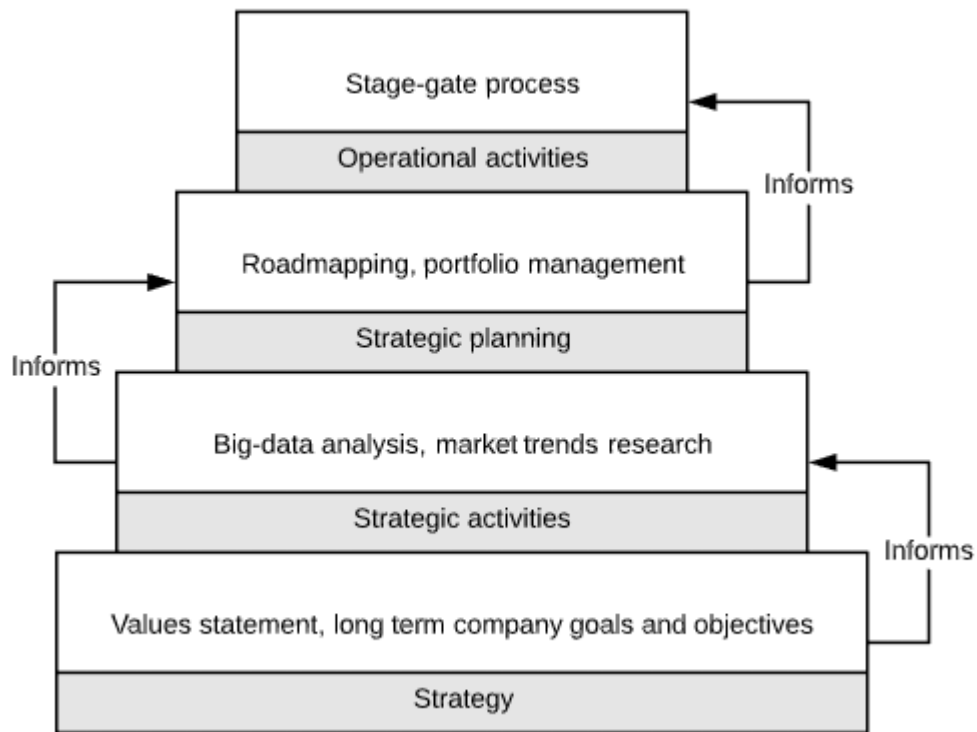 Stage-gate process
Operational activities
Informs
Roadmapping, portfolio management
Strategic planning
Informs
Big-data analysis, market trends research
Strategic activities
Informs
Values statement, long term company goals and objectives
Strategy